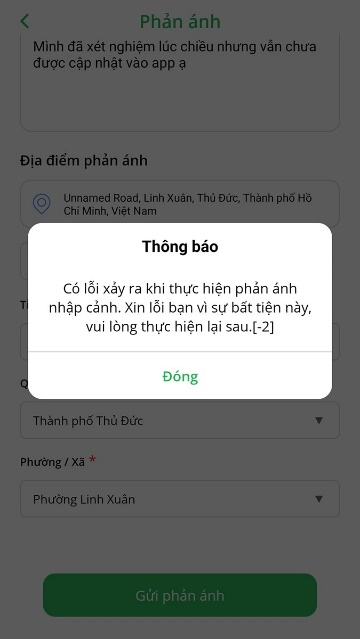 Phản ánh
Mình đã xét nghiệm lúc chiều nhưng vẫn chưa
được cập nhật vào app ạ
Địa điểm phản ánh
Unnamed Road, Linh Xuân, Thủ Đức, Thành phố Hồ
Chí Minh, Việt Nam
Thông báo
Có lỗi xảy ra khi thực hiện phản ánh
nhập cảnh. Xin lỗi bạn vì sự bất tiện này,
vui lòng thực hiện lại sau.[-2]
Đóng
Thành phố Thủ Đức
Phường / Xã *
Phường Linh Xuân
Gửi phản ánh